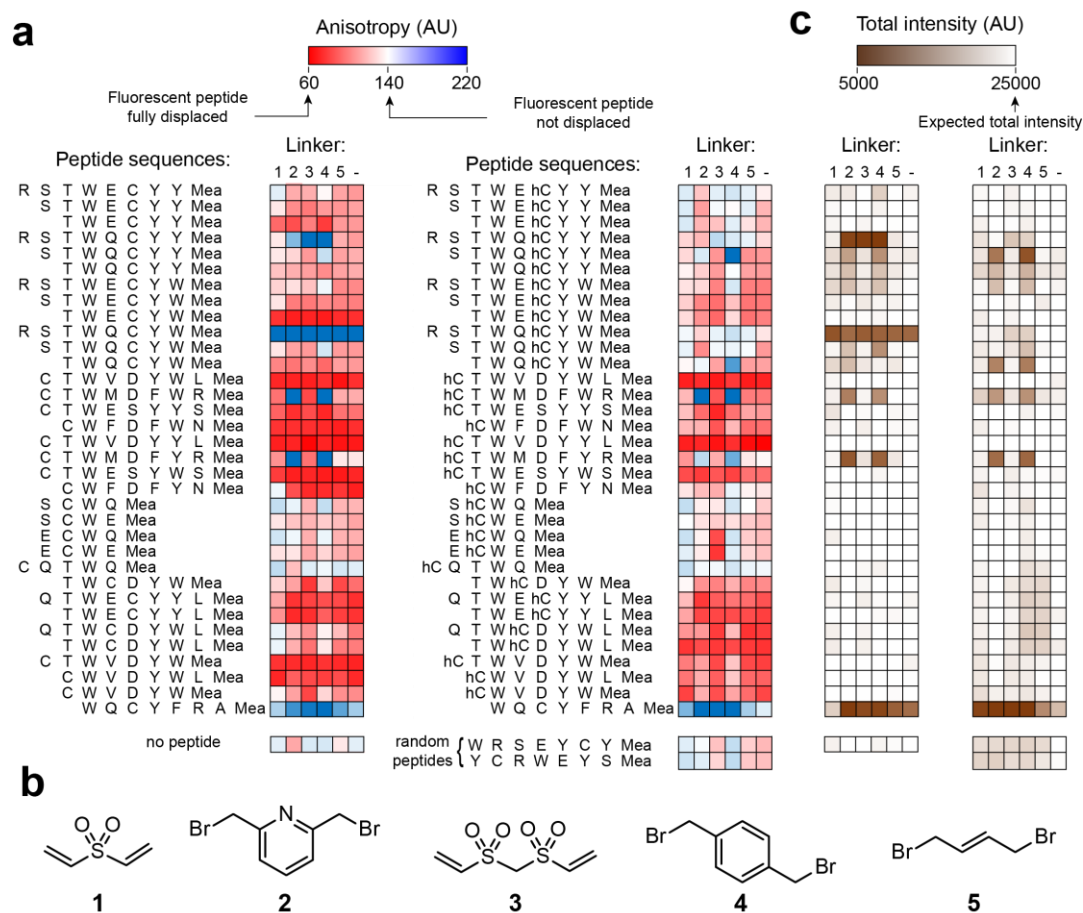 a
c
Anisotropy (AU)
60 140 220
Fluorescent peptide
fully displaced
Fluorescent peptide
not displaced
Total intensity (AU)
5000 25000
Expected total intensity
Linker:
Peptide sequences:
1 2 3 4 5 -
R S T W E C Y Y Mea
S T W E C Y Y Mea
T W E C Y Y Mea
R S T W Q C Y Y Mea
S T W Q C Y Y Mea
T W Q C Y Y Mea
R S T W E C Y W Mea
S T W E C Y W Mea
T W E C Y W Mea
R S T W Q C Y W Mea
S T W Q C Y W Mea
T W Q C Y W Mea
C T W V D Y W L Mea
C T W M D F W R Mea
C T W E S Y Y S Mea
C W F D F W N Mea
C T W V D Y Y L Mea
C T W M D F Y R Mea
C T W E S Y W S Mea
C W F D F Y N Mea
S C W Q Mea
S C W E Mea
E C W Q Mea
E C W E Mea
C Q T W Q Mea
T W C D Y W Mea
Q T W E C Y Y L Mea
T W E C Y Y L Mea
Q T W C D Y W L Mea
T W C D Y W L Mea
C T W V D Y W Mea
C W V D Y W L Mea
C W V D Y W Mea
W Q C Y F R A Mea
no peptide
Linker:
Peptide sequences:
1 2 3 4 5 -
R S T W E hC Y Y Mea
S T W E hC Y Y Mea
T W E hC Y Y Mea
R S T W Q hC Y Y Mea
S T W Q hC Y Y Mea
T W Q hC Y Y Mea
R S T W E hC Y W Mea
S T W E hC Y W Mea
T W E hC Y W Mea
R S T W Q hC Y W Mea
S T W Q hC Y W Mea
T W Q hC Y W Mea
hC T W V D Y W L Mea
hC T W M D F W R Mea
hC T W E S Y Y S Mea
hC W F D F W N Mea
hC T W V D Y Y L Mea
hC T W M D F Y R Mea
hC T W E S Y W S Mea
hC W F D F Y N Mea
S hC W Q Mea
S hC W E Mea
E hC W Q Mea
E hC W E Mea
hC Q T W Q Mea
T W hC D Y W Mea
Q T W E hC Y Y L Mea
T W E hC Y Y L Mea
Q T W hC D Y W L Mea
T W hC D Y W L Mea
hC T W V D Y W Mea
hC W V D Y W L Mea
hC W V D Y W Mea
W Q C Y F R A Mea
random
peptides
{
W R S E Y C Y Mea
Y C R W E Y S Mea
Linker:
1 2 3 4 5 -
Linker:
1 2 3 4 5 -
b
O O
S
1
Br N Br
2
O O O O
S S
3
Br
Br
4
Br
Br
5